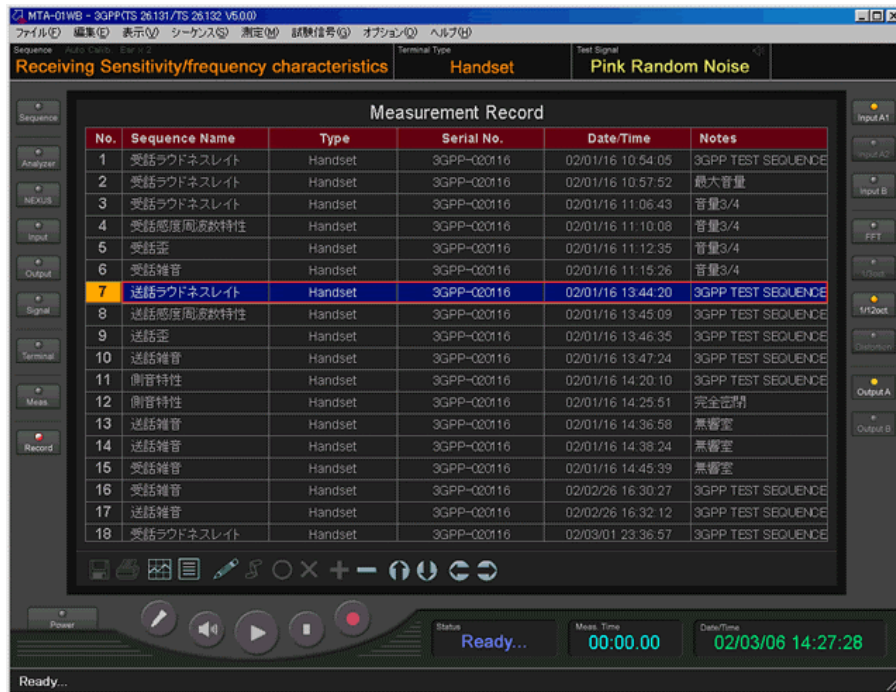 MTA-01WB - 3GPP(TS 26.131/TS 26.132 V5.0.0)
ファイル(F) 編集(E) 表示(V) シーケンス(S) 測定(M) 試験信号(G) オプション(O) ヘルプ(H)
Sequence Auto Calib. Ear x 2 Terminal Type Test Signal
Receiving Sensitivity/frequency characteristics Handset Pink Random Noise
Measurement Record
No. Sequence Name Type Serial No. Date/Time Notes
1 受話ラウドネスレイト Handset 3GPP-020116 02/01/16 10:54:05 3GPP TEST SEQUENCE
2 受話ラウドネスレイト Handset 3GPP-020116 02/01/16 10:57:52 最大音量
3 受話ラウドネスレイト Handset 3GPP-020116 02/01/16 11:06:43 音量3/4
4 受話感度周波数特性 Handset 3GPP-020116 02/01/16 11:10:08 音量3/4
5 受話歪 Handset 3GPP-020116 02/01/16 11:12:35 音量3/4
6 受話雑音 Handset 3GPP-020116 02/01/16 11:15:26 音量3/4
7 送話ラウドネスレイト Handset 3GPP-020116 02/01/16 13:44:20 3GPP TEST SEQUENCE
8 送話感度周波数特性 Handset 3GPP-020116 02/01/16 13:45:09 3GPP TEST SEQUENCE
9 送話歪 Handset 3GPP-020116 02/01/16 13:46:35 3GPP TEST SEQUENCE
10 送話雑音 Handset 3GPP-020116 02/01/16 13:47:24 3GPP TEST SEQUENCE
11 側音特性 Handset 3GPP-020116 02/01/16 14:20:10 3GPP TEST SEQUENCE
12 側音特性 Handset 3GPP-020116 02/01/16 14:25:51 完全密閉
13 送話雑音 Handset 3GPP-020116 02/01/16 14:36:58 無響室
14 送話雑音 Handset 3GPP-020116 02/01/16 14:38:24 無響室
15 受話雑音 Handset 3GPP-020116 02/01/16 14:45:39 無響室
16 受話雑音 Handset 3GPP-020116 02/02/26 16:30:27 3GPP TEST SEQUENCE
17 送話雑音 Handset 3GPP-020116 02/02/26 16:32:12 3GPP TEST SEQUENCE
18 受話ラウドネスレイト Handset 3GPP-020116 02/03/01 23:36:57 3GPP TEST SEQUENCE
Sequence
Analyzer
NEXUS
Input
Output
Signal
Terminal
Meas.
Record
Input A1
Input A2
Input B
FFT
1/3oct.
1/12oct.
Distortion
Output A
Output B
Power
Status Meas. Time Date/Time
Ready... 00:00.00 02/03/06 14:27:28
Ready...